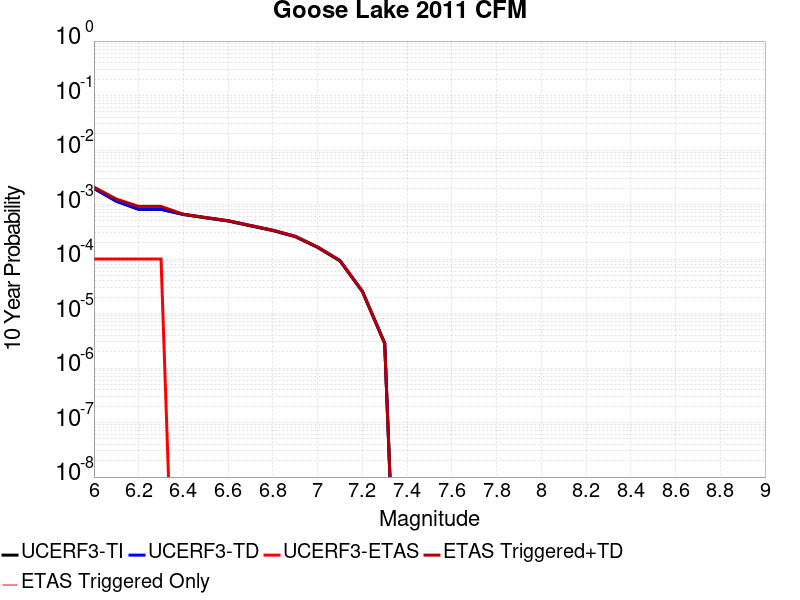 Goose Lake 2011 CFM
10^0
10^-1
10^-2
10^-3
10^-4
10^-5
10^-6
10^-7
10^-8
10 Year Probability
6 6.2 6.4 6.6 6.8 7 7.2 7.4 7.6 7.8 8 8.2 8.4 8.6 8.8 9
Magnitude
UCERF3-TI UCERF3-TD UCERF3-ETAS ETAS Triggered+TD
ETAS Triggered Only